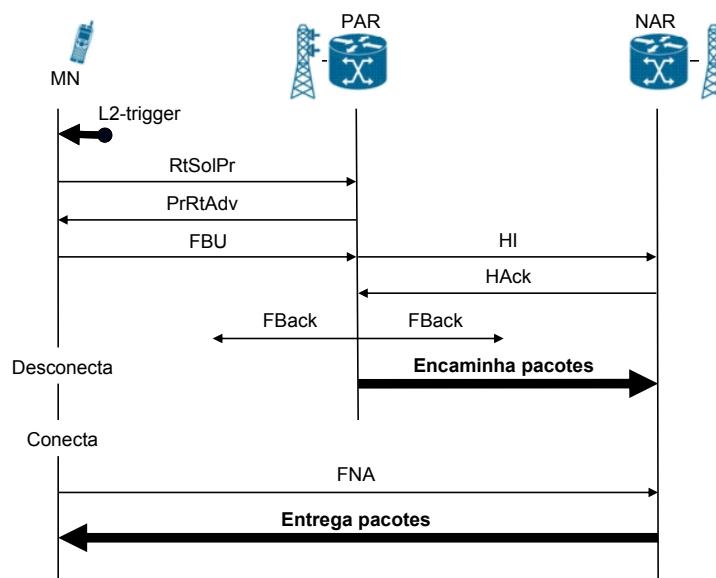 PAR
NAR
MN
L2-trigger
RtSolPr
PrRtAdv
FBU
HI
HAck
FBack
FBack
Desconecta
Encaminha pacotes
Conecta
FNA
Entrega pacotes